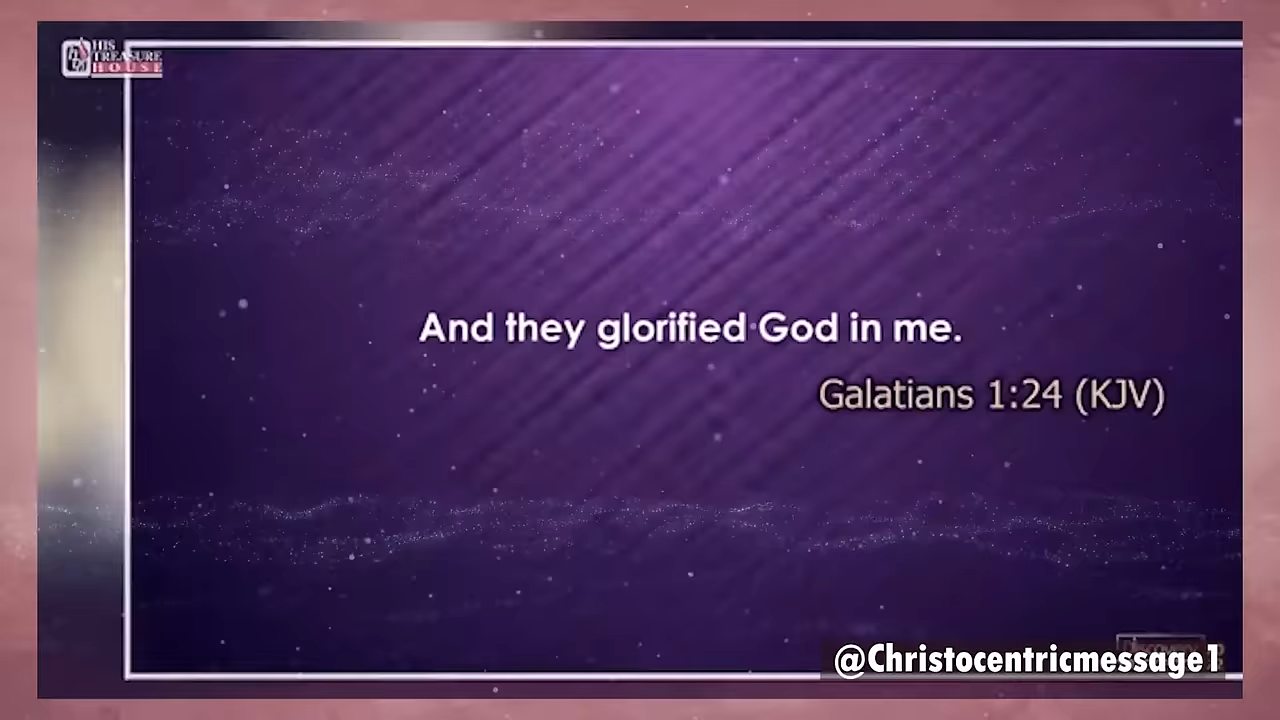 HIS
TREASURE
HOUSE
And they glorified God in me.
Galatians 1:24 (KJV)
@Christocentricmessage1